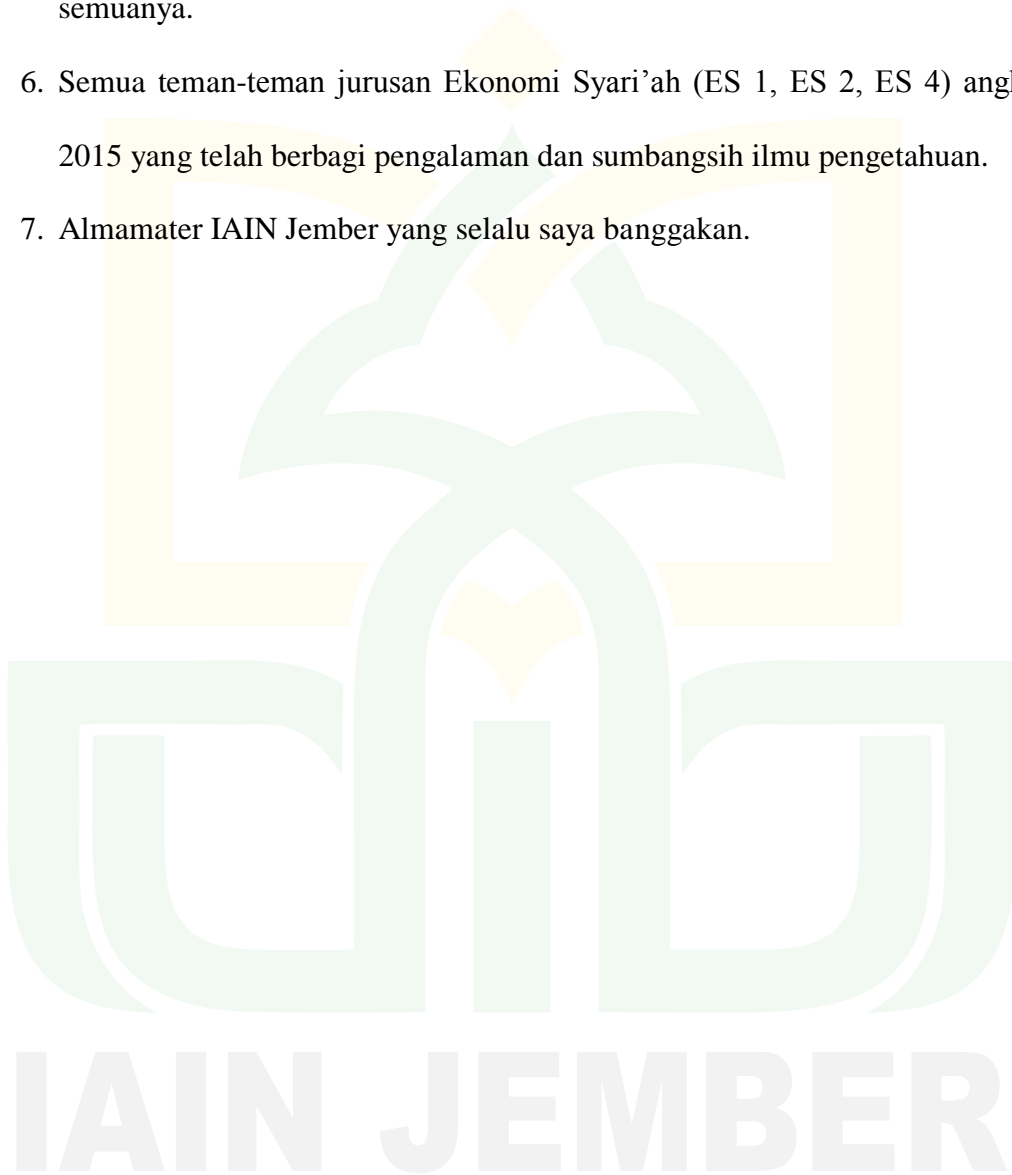 semuanya.
6. Semua teman-teman jurusan Ekonomi Syari’ah (ES 1, ES 2, ES 4)
2015 yang telah berbagi pengalaman dan sumbangsih ilmu pengetahuan.
7. Almamater IAIN Jember yang selalu saya banggakan.
IAIN JEMBER